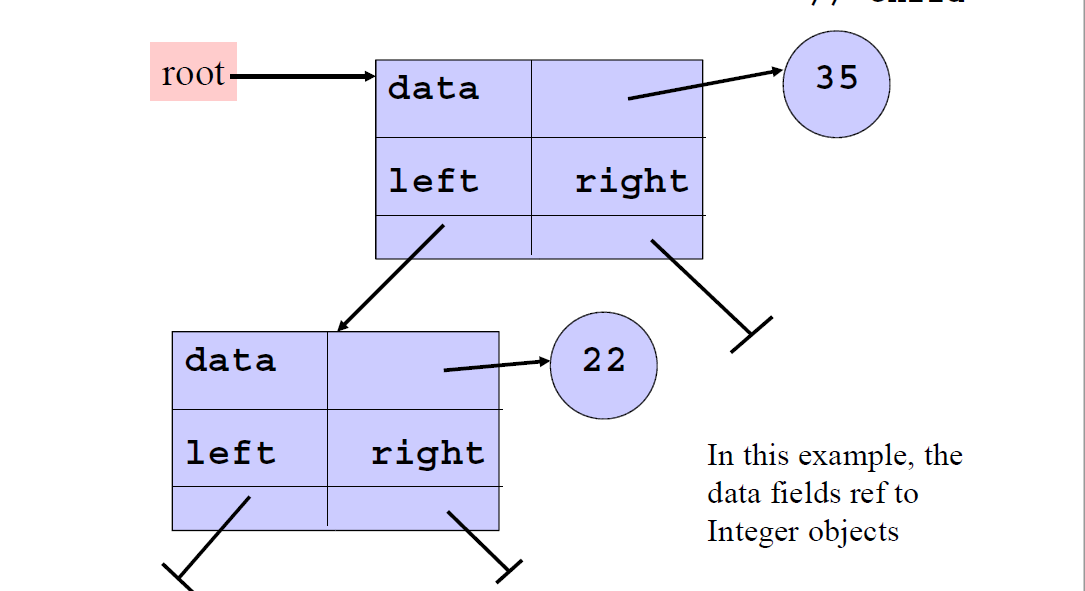 root
data
35
left right
data
22
left right
In this example, the
data fields ref to
Integer objects